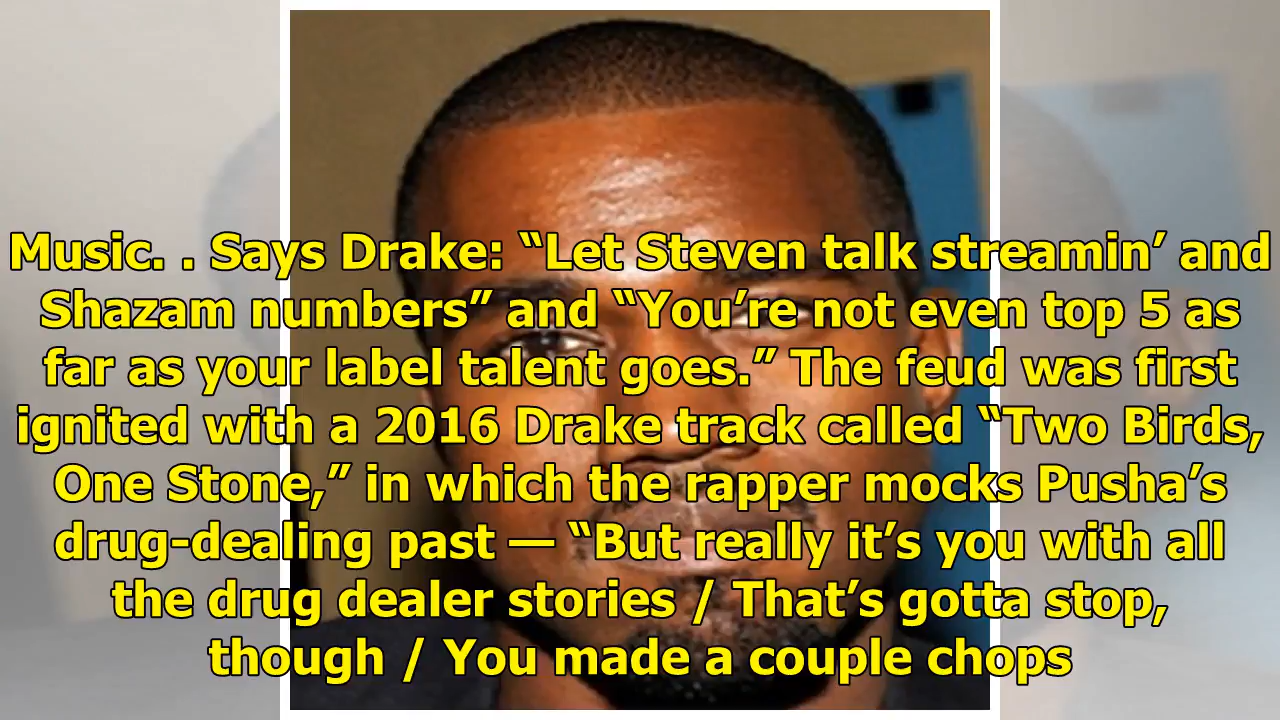 Music. . Says Drake: “Let Steven talk streamin’ and
Shazam numbers” and “You’re not even top 5 as
far as your label talent goes.” The feud was first
ignited with a 2016 Drake track called “Two Birds,
One Stone,” in which the rapper mocks Pusha’s
drug-dealing past — “But really it’s you with all
the drug dealer stories / That’s gotta stop,
though / You made a couple chops